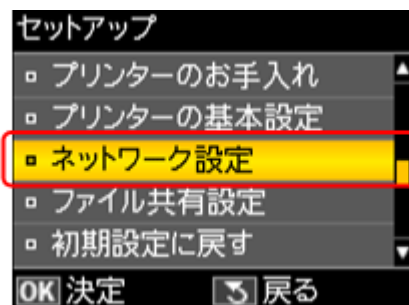 セットアップ
プリンターのお手入れ
プリンターの基本設定
ネットワーク設定
ファイル共有設定
初期設定に戻す
OK 決定 戻る